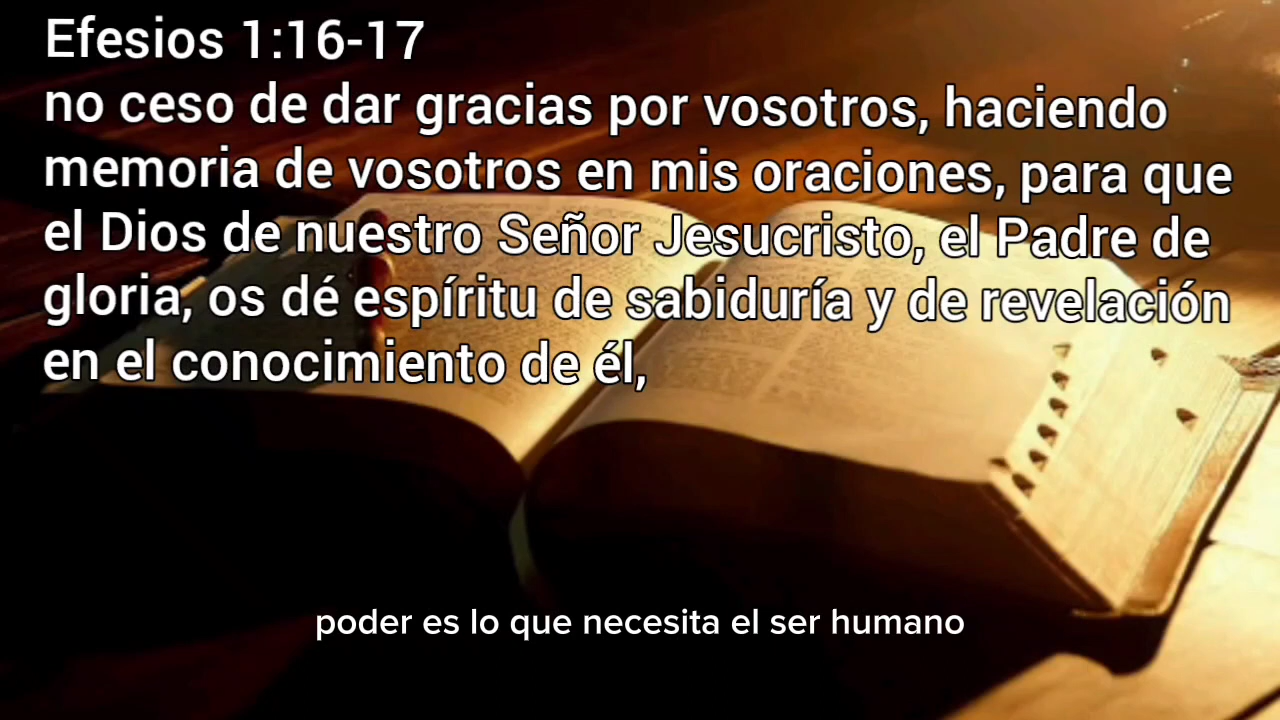 Efesios 1:16-17
no ceso de dar gracias por vosotros, haciendo
memoria de vosotros en mis oraciones, para que
el Dios de nuestro Señor Jesucristo, el Padre de
gloria, os dé espíritu de sabiduría y de revelación
en el conocimiento de él,
poder es lo que necesita el ser humano